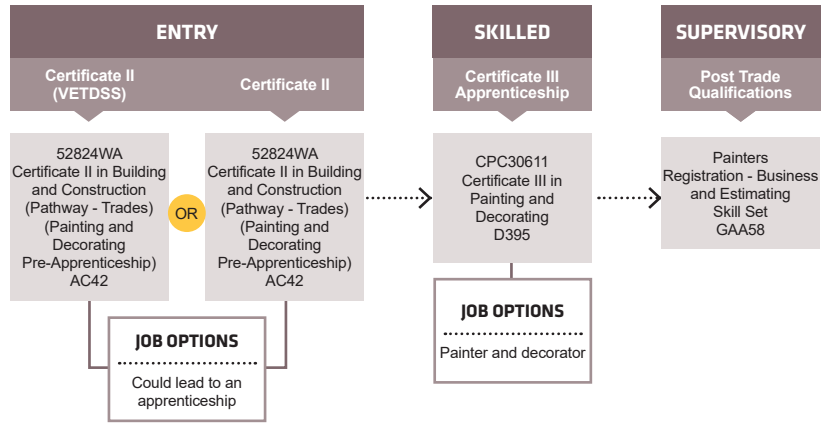 ENTRY
Certificate II
(VETDSS)
Certificate II
52824WA
Certificate II in Building
and Construction
(Pathway - Trades)
(Painting and
Decorating
Pre-Apprenticeship)
AC42
OR
52824WA
Certificate II in Building
and Construction
(Pathway - Trades)
(Painting and
Decorating
Pre-Apprenticeship)
AC42
JOB OPTIONS
Could lead to an
apprenticeship
SKILLED
Certificate III
Apprenticeship
CPC30611
Certificate III in
Painting and
Decorating
D395
JOB OPTIONS
Painter and decorator
SUPERVISORY
Post Trade
Qualifications
Painters
Registration - Business
and Estimating
Skill Set
GAA58